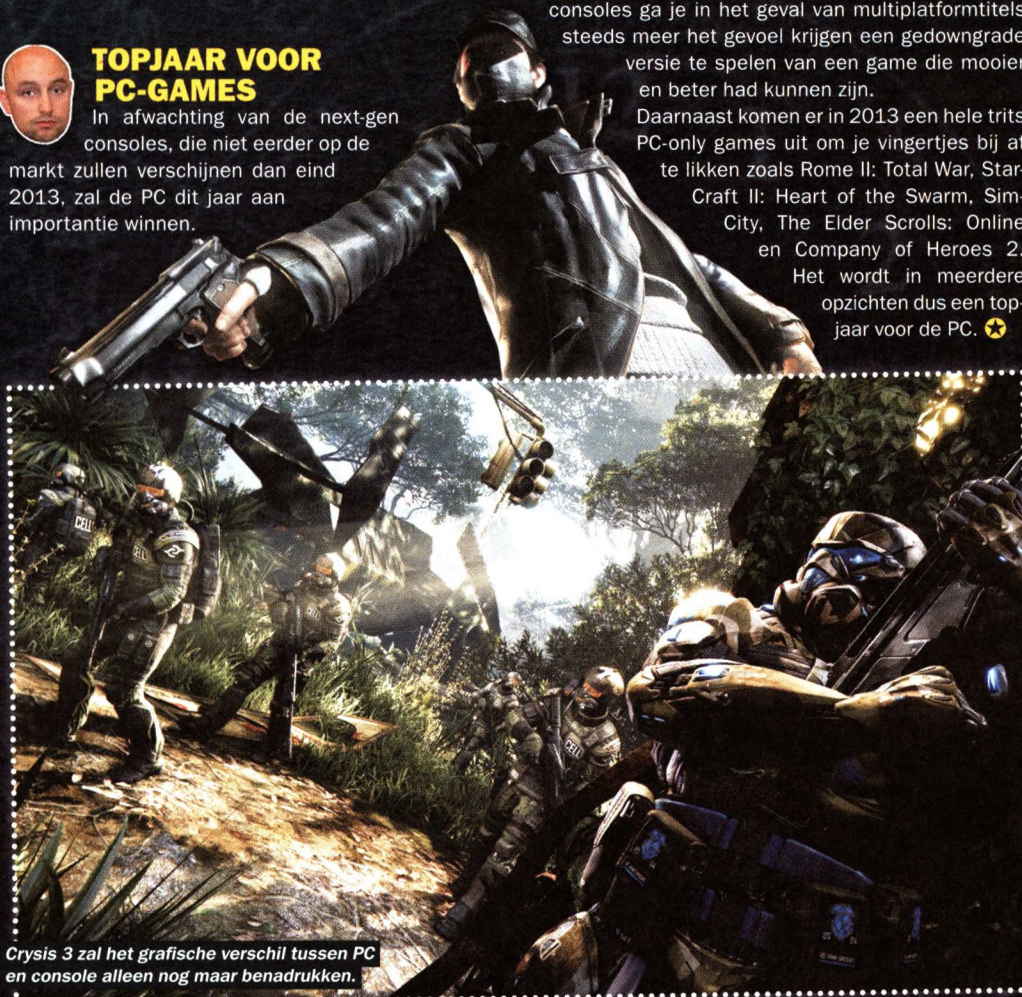 TOPJAAR VOOR
PC-GAMES
In afwachting van de next-gen
consoles, die niet eerder op de
markt zullen verschijnen dan eind
2013, zal de PC dit jaar aan
importantie winnen.
consoles ga je in het geval van multiplatformtitels
steeds meer het gevoel krijgen een gedowngrade
versie te spelen van een game die mooier
en beter had kunnen zijn.
Daarnaast komen er in 2013 een hele trits
PC-only games uit om je vingertjes bij af
te likken zoals Rome II: Total War, Star-
Craft II: Heart of the Swarm, Sim-
City, The Elder Scrolls: Online
en Company of Heroes 2.
Het wordt in meerdere
opzichten dus een top-
jaar voor de PC.
CELL
CELL
CELL
Crysis 3 zal het grafische verschil tussen PC
en console alleen nog maar benadrukken.